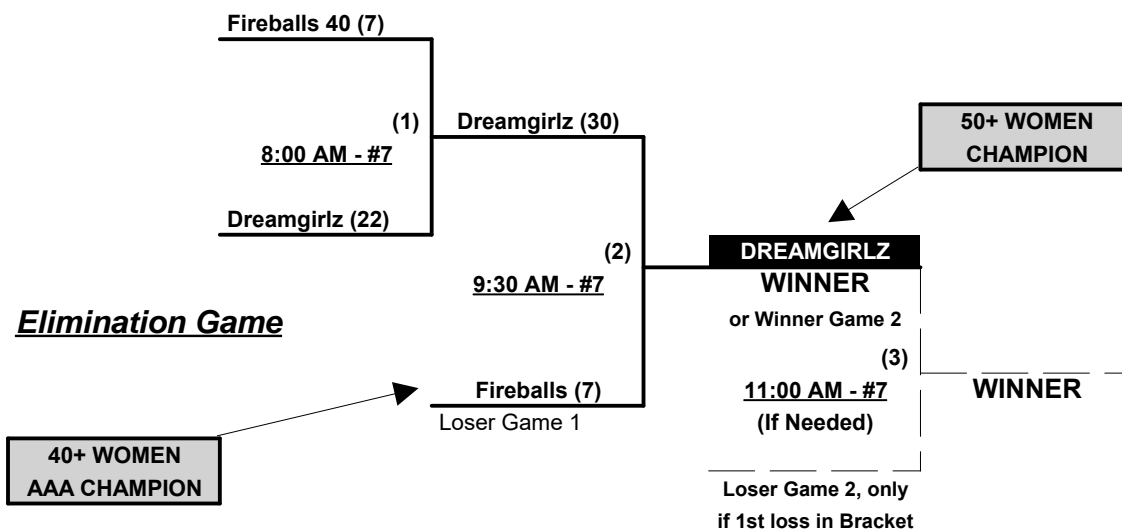 Fireballs 40 (7)
(1)
Dreamgirlz (30)
8:00 AM - #7
Dreamgirlz (22)
50+ WOMEN
CHAMPION
(2)
9:30 AM - #7
DREAMGIRLZ
WINNER
or Winner Game 2
Elimination Game
(3)
11:00 AM - #7
(If Needed)
WINNER
Fireballs (7)
Loser Game 1
40+ WOMEN
AAA CHAMPION
Loser Game 2, only
if 1st loss in Bracket